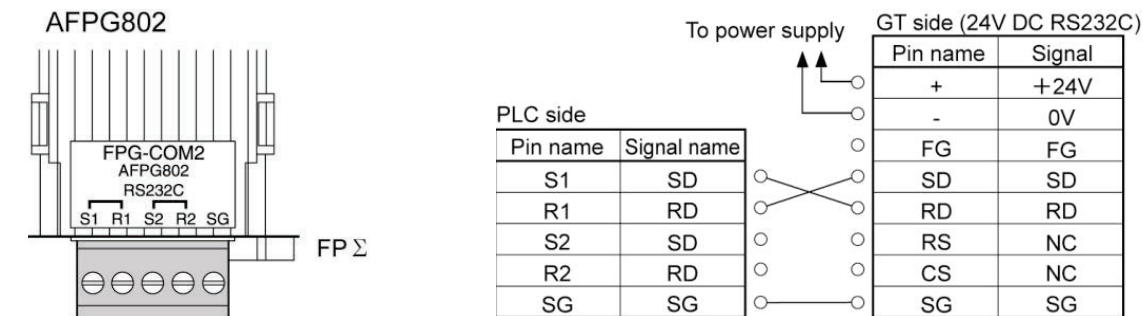 AFPG802
FPG-COM2
AFPG802
RS232C
S1 R1 S2 R2 SG
FP Σ
To power supply
GT side (24V DC RS232C)
Pin name Signal
+ +24V
- 0V
FG FG
SD SD
RD RD
RS NC
CS NC
SG SG
PLC side
Pin name Signal name
S1 SD
R1 RD
S2 SD
R2 RD
SG SG